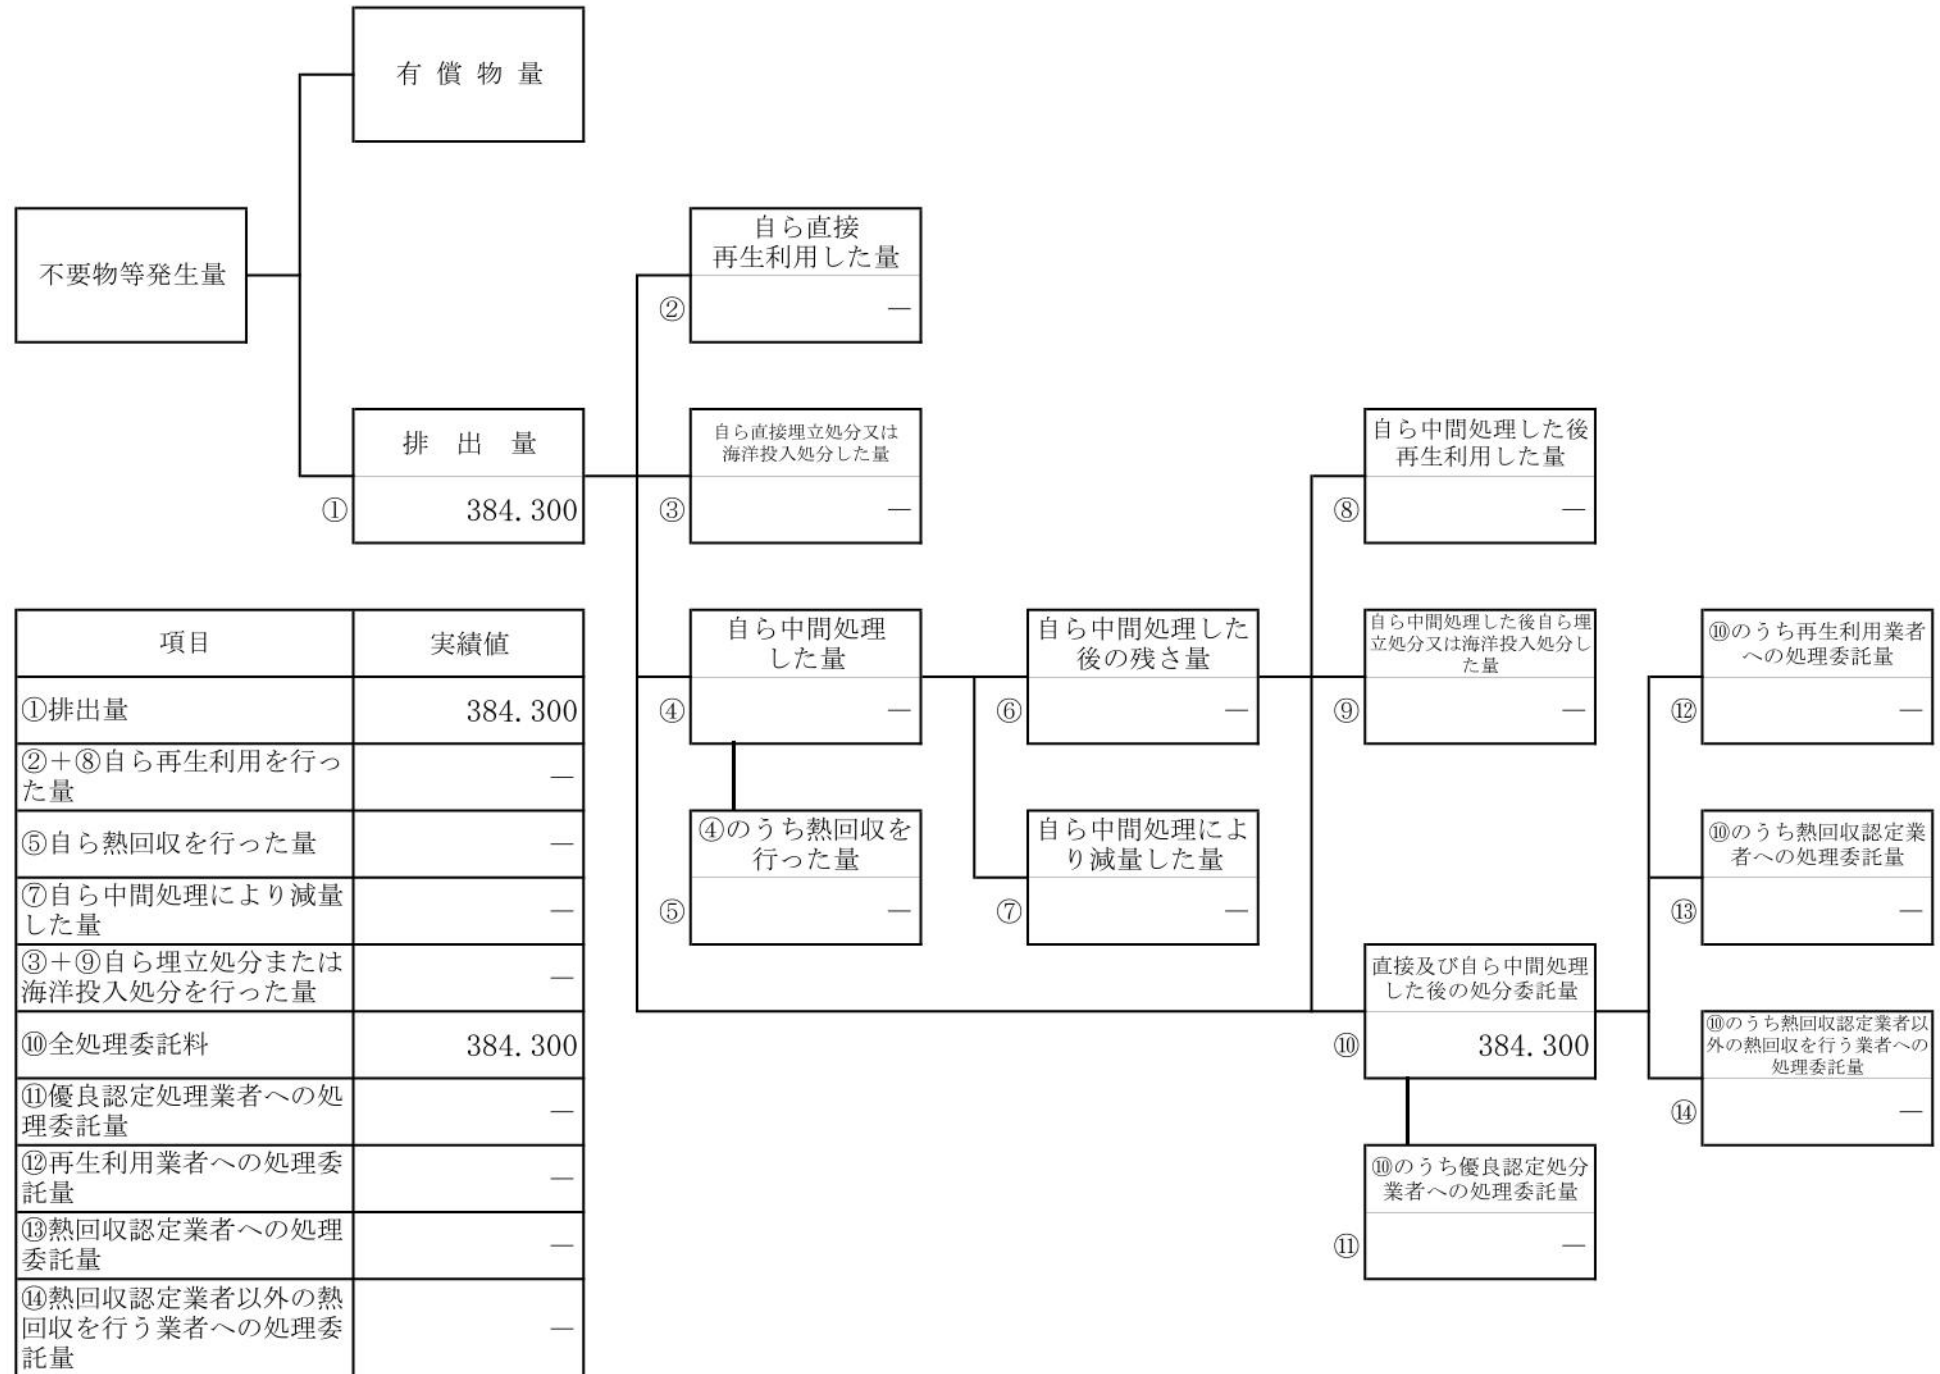 有償物量
不要物等発生量
自ら直接
再生利用した量
②
―
排出量
①
384.300
自ら直接埋立処分又は
海洋投入処分した量
③
―
自ら中間処理した後
再生利用した量
⑧
―
自ら中間処理
した量
④
―
自ら中間処理した
後の残さ量
⑥
―
自ら中間処理した後自ら埋
立処分又は海洋投入処分し
た量
⑨
―
⑩のうち再生利用業者
への処理委託量
⑫
―
④のうち熱回収を
行った量
⑤
―
自ら中間処理によ
り減量した量
⑦
―
⑩のうち熱回収認定業
者への処理委託量
⑬
―
直接及び自ら中間処理
した後の処分委託量
⑩
384.300
⑩のうち熱回収認定業者以
外の熱回収を行う業者への
処理委託量
⑭
―
⑩のうち優良認定処分
業者への処理委託量
⑪
―
項目 実績値
①排出量 384.300
②+⑧自ら再生利用を行っ
た量
―
⑤自ら熱回収を行った量 ―
⑦自ら中間処理により減量
した量
―
③+⑨自ら埋立処分または
海洋投入処分を行った量
―
⑩全処理委託料 384.300
⑪優良認定処理業者への処
理委託量
―
⑫再生利用業者への処理委
託量
―
⑬熱回収認定業者への処理
委託量
―
⑭熱回収認定業者以外の熱
回収を行う業者への処理委
託量
―